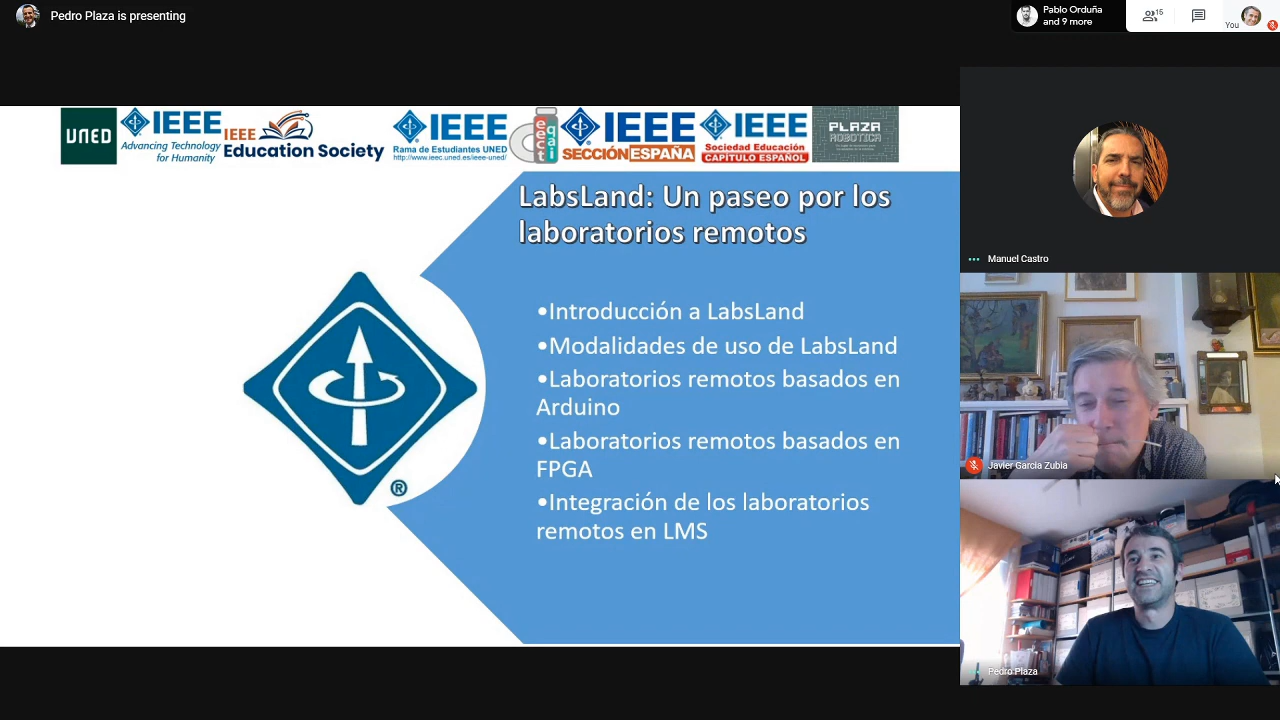 Pedro Plaza is presenting
Pablo Orduña
and 9 more
15
You
UNED
IEEE
Advancing Technology
for Humanity
IEEE
Education Society
IEEE
Rama de Estudiantes UNED
http://www.ieec.uned.es/ieee-uned/
IEEE
SECCIÓN ESPAÑA
IEEE
Sociedad Educación
CAPÍTULO ESPAÑOL
PLAZA
ROBOTICA
LabsLand: Un paseo por los
laboratorios remotos
•Introducción a LabsLand
•Modalidades de uso de LabsLand
•Laboratorios remotos basados en
Arduino
•Laboratorios remotos basados en
FPGA
•Integración de los laboratorios
remotos en LMS
®
Manuel Castro
Javier Garcia Zubia
Pedro Plaza